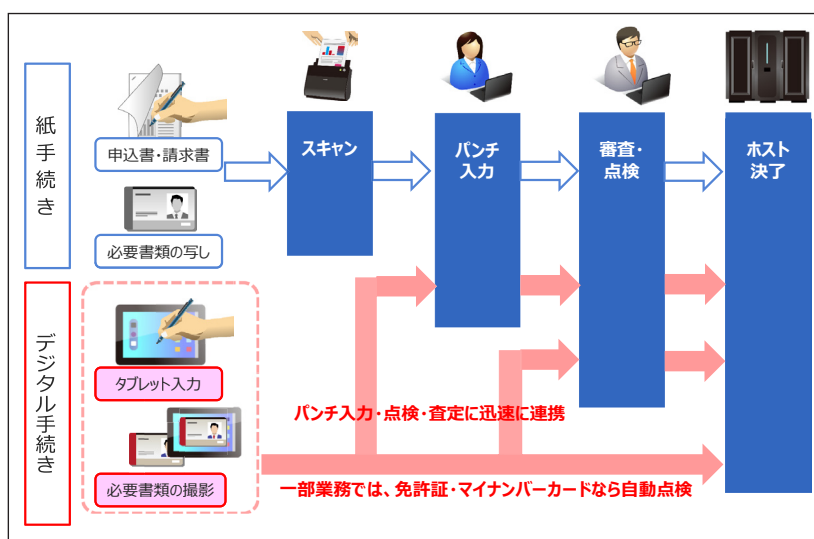 紙手続き
申込書・請求書
必要書類の写し
スキャン
パンチ
入力
審査・
点検
ホスト
決了
デジタル手続き
タブレット入力
必要書類の撮影
パンチ入力・点検・査定に迅速に連携
一部業務では、免許証・マイナンバーカードなら自動点検